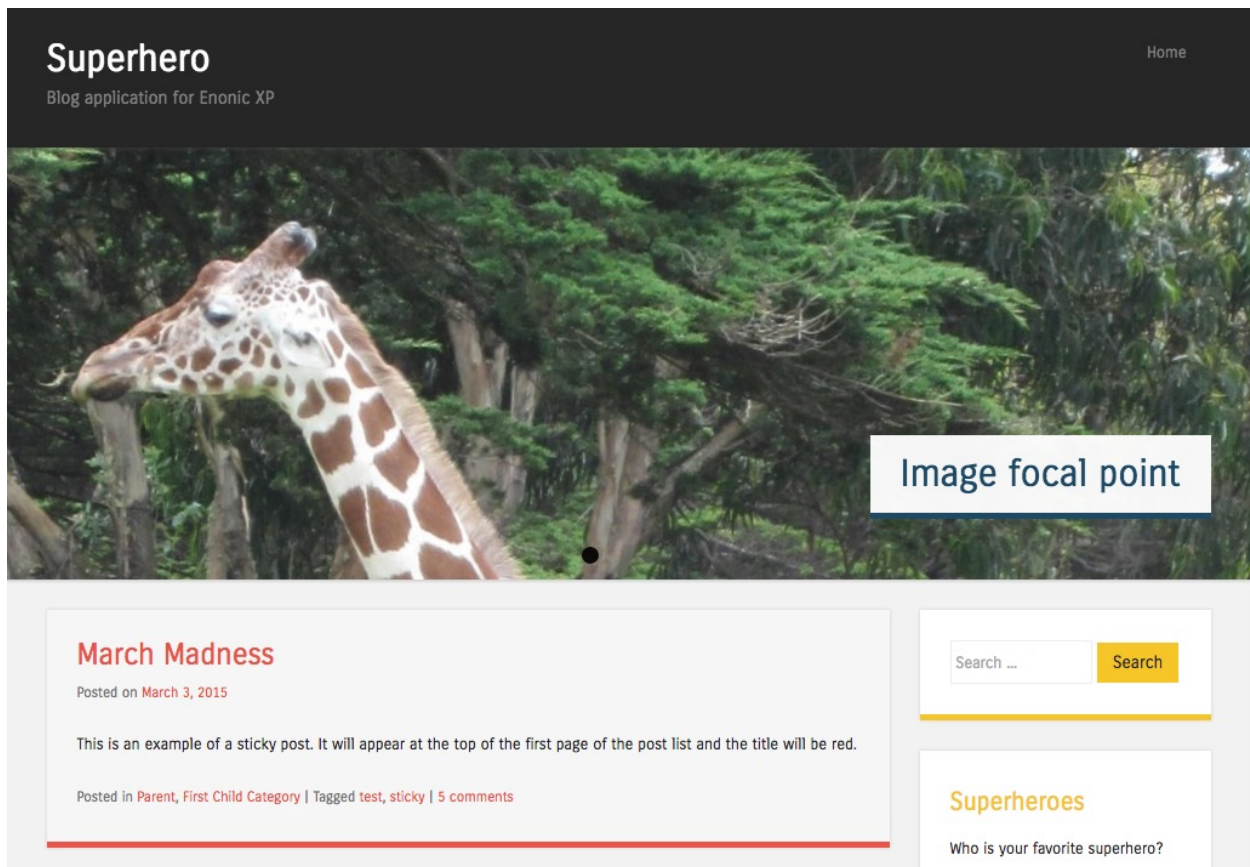 Superhero
Home
Blog application for Enonic XP
Image focal point
March Madness
Posted on March 3, 2015
This is an example of a sticky post. It will appear at the top of the first page of the post list and the title will be red.
Posted in Parent, First Child Category | Tagged test, sticky | 5 comments
Search ...
Search
Superheroes
Who is your favorite superhero?